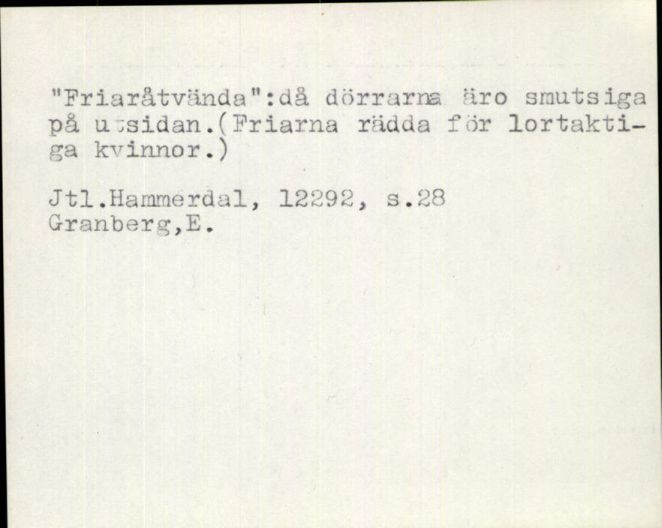 "Friaråtvända":då dörrarna äro smutsiga
på utsidan.(Friarna rädda för lortakti-
ga kvinnor.)
Jtl.Hammerdal, 12292, s.28
Granberg,E.